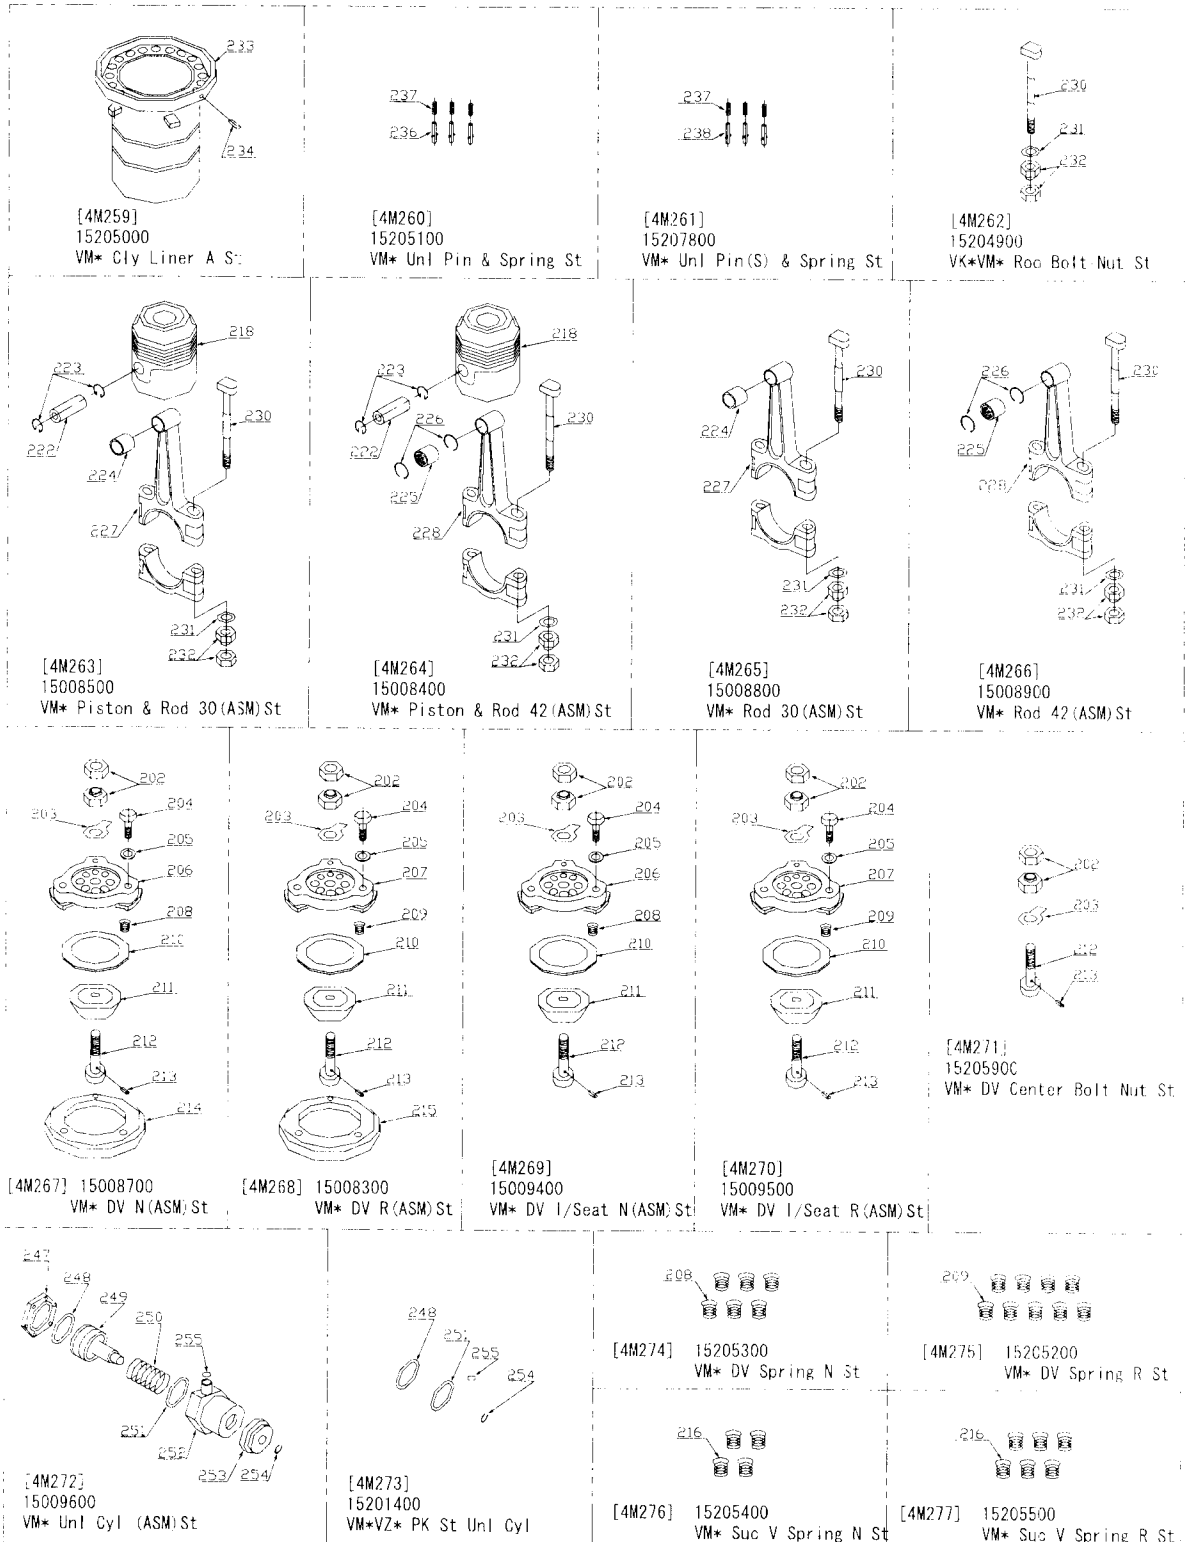 233
234
[4M259]
15205000
VM* Cly Liner A St
237
236
[4M260]
15205100
VM* Unl Pin & Spring St
237
238
[4M261]
15207800
VM* Unl Pin(S) & Spring St
230
231
232
[4M262]
15204900
VK*VM* Rod Bolt Nut St
218
223
222
230
224
227
231
232
[4M263]
15008500
VM* Piston & Rod 30(ASM)St
218
223
222
226
230
225
228
231
232
[4M264]
15008400
VM* Piston & Rod 42(ASM)St
230
224
227
231
232
[4M265]
15008800
VM* Rod 30(ASM)St
226
230
225
228
231
232
[4M266]
15008900
VM* Rod 42(ASM)St
202
203
204
205
206
208
210
211
212
213
214
[4M267] 15008700
VM* DV N(ASM)St
202
203
204
205
207
209
210
211
212
213
215
[4M268] 15008300
VM* DV R(ASM)St
202
203
204
205
206
208
210
211
212
213
[4M269]
15009400
VM* DV I/Seat N(ASM)St
202
203
204
205
207
209
210
211
212
213
[4M270]
15009500
VM* DV I/Seat R(ASM)St
202
203
212
213
[4M271]
15205900
VM* DV Center Bolt Nut St
247
248
249
250
255
251
252
253
254
[4M272]
15009600
VM* Unl Cyl (ASM)St
248
251
255
254
[4M273]
15201400
VM*VZ* PK St Unl Cyl
208
[4M274] 15205300
VM* DV Spring N St
209
[4M275] 15205200
VM* DV Spring R St
216
[4M276] 15205400
VM* Suc V Spring N St
216
[4M277] 15205500
VM* Suc V Spring R St